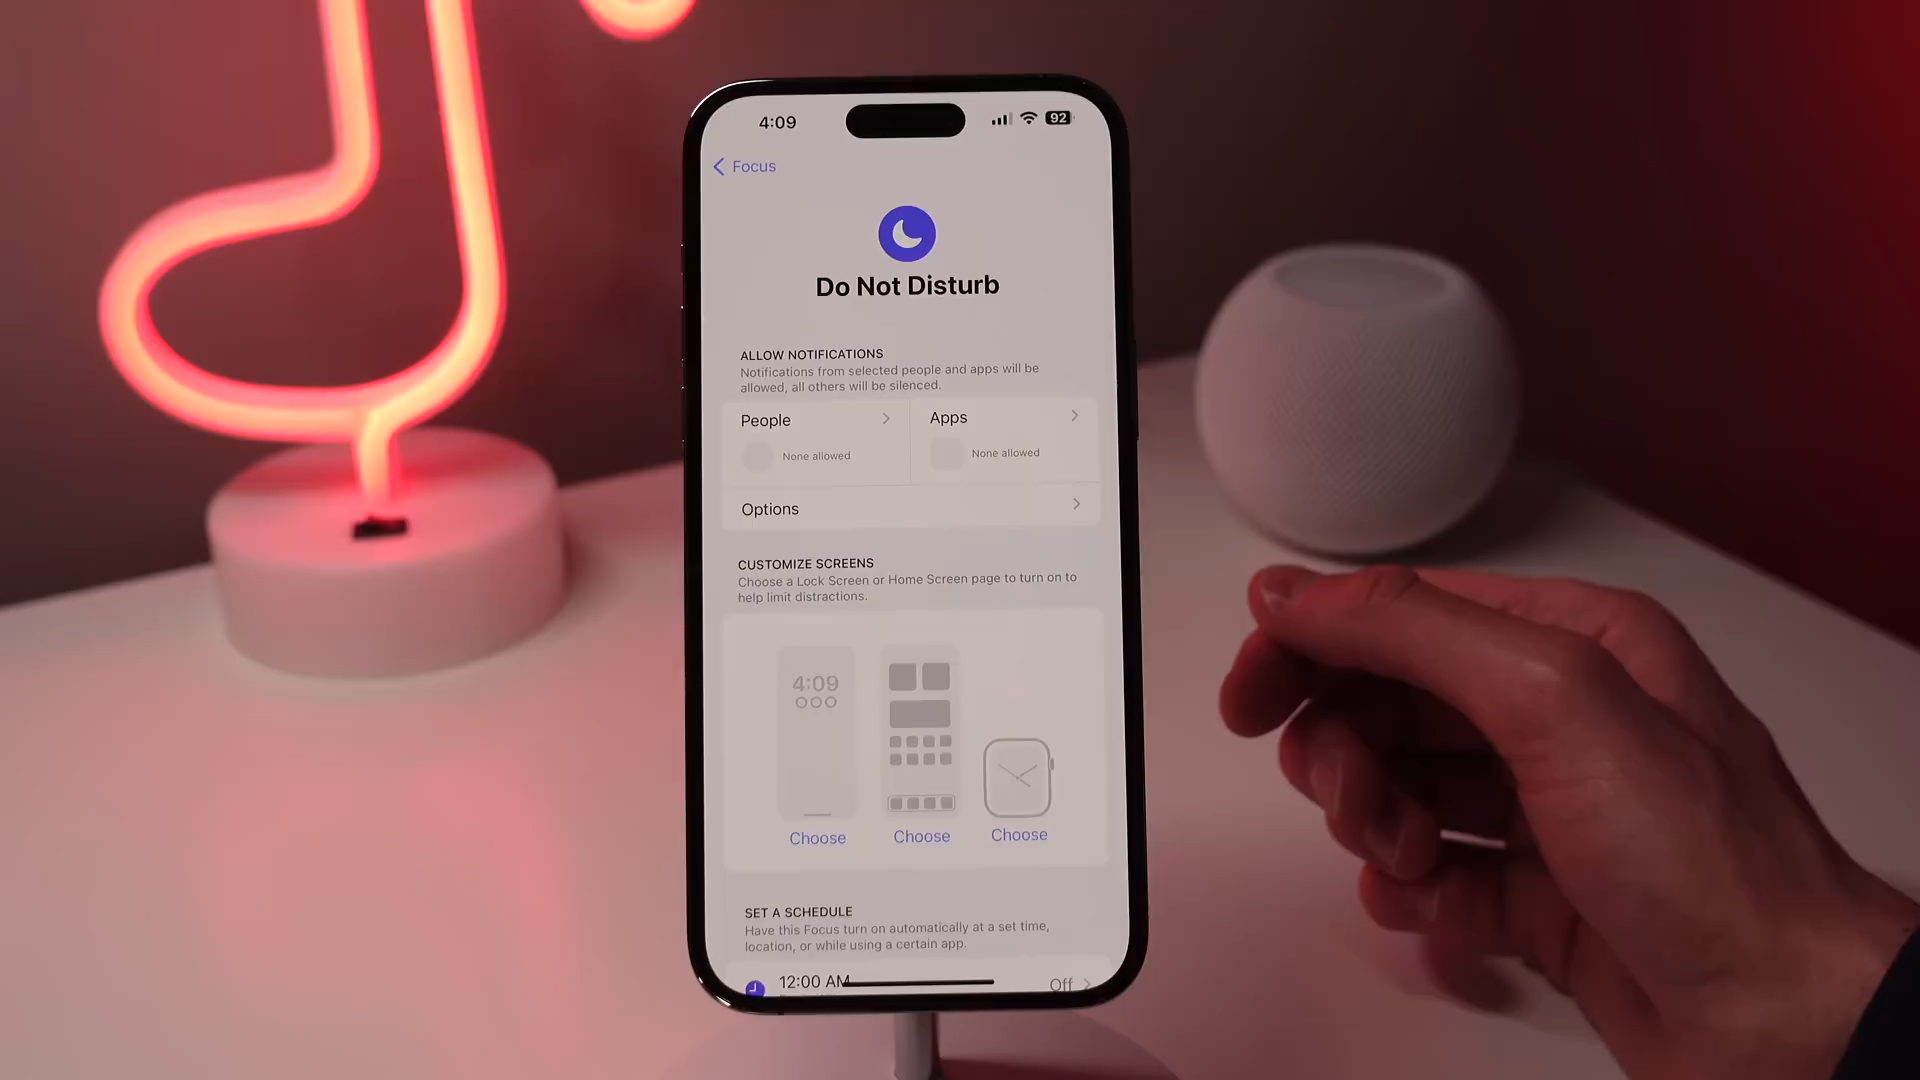 4:09
92
Focus
Do Not Disturb
ALLOW NOTIFICATIONS
Notifications from selected people and apps will be
allowed, all others will be silenced.
People
Apps
None allowed
None allowed
Options
CUSTOMIZE SCREENS
Choose a Lock Screen or Home Screen page to turn on to
help limit distractions.
4:09
Choose
Choose
Choose
SET A SCHEDULE
Have this Focus turn on automatically at a set time,
location, or while using a certain app.
12:00 AM
Off